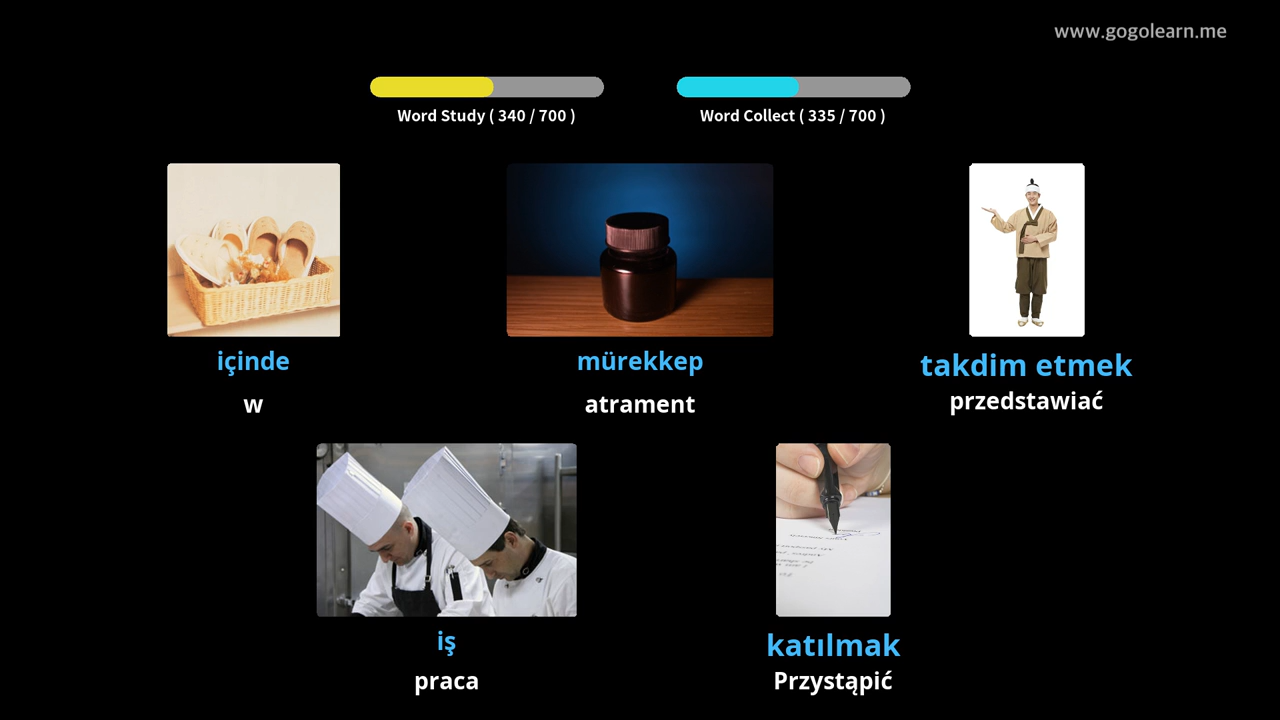 www.gogolearn.me
Word Study ( 340 / 700 )
Word Collect ( 335 / 700 )
içinde
w
mürekkep
atrament
takdim etmek
przedstawiać
iş
praca
katılmak
Przystąpić